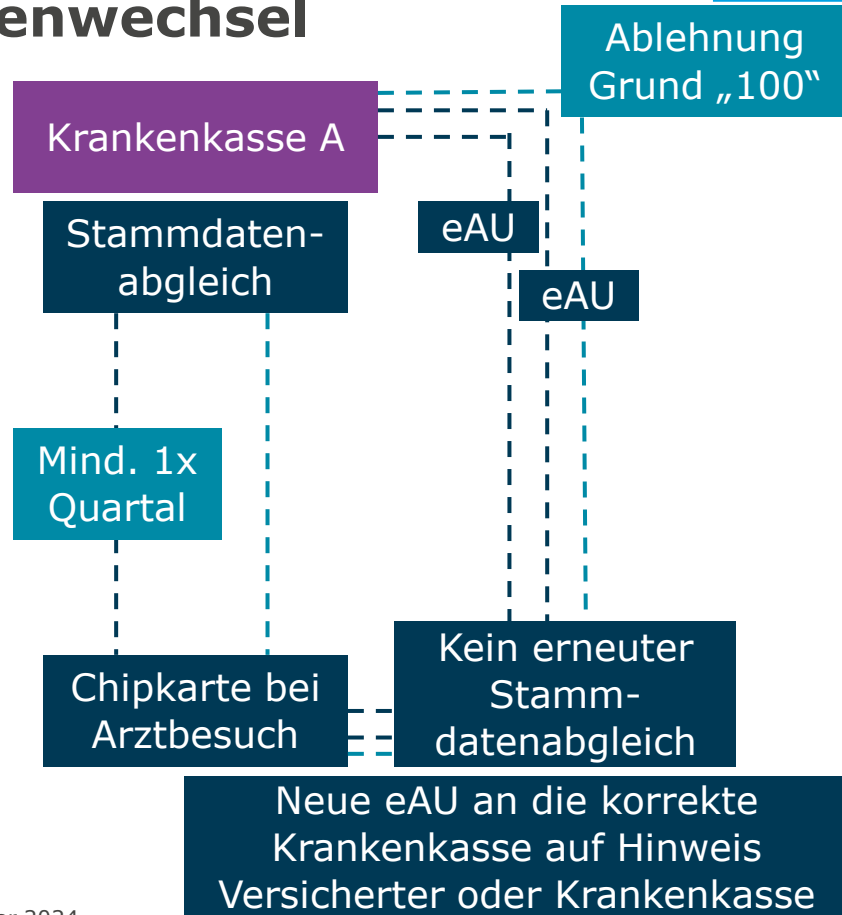 enwechsel
Ablehnung
Grund „100“
Krankenkasse A
Stammdaten-
abgleich
eAU
eAU
Mind. 1x
Quartal
Chipkarte bei
Arztbesuch
Kein erneuter
Stamm-
datenabgleich
Neue eAU an die korrekte
Krankenkasse auf Hinweis
Versicherter oder Krankenkasse
2024